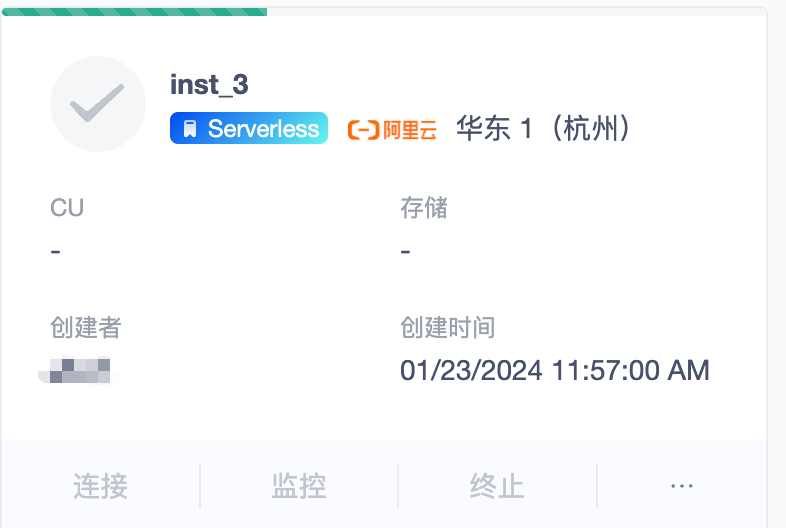 inst_3
Serverless 阿里云 华东 1（杭州）
CU 存储
- -
创建者 创建时间
01/23/2024 11:57:00 AM
连接 监控 终止 ···